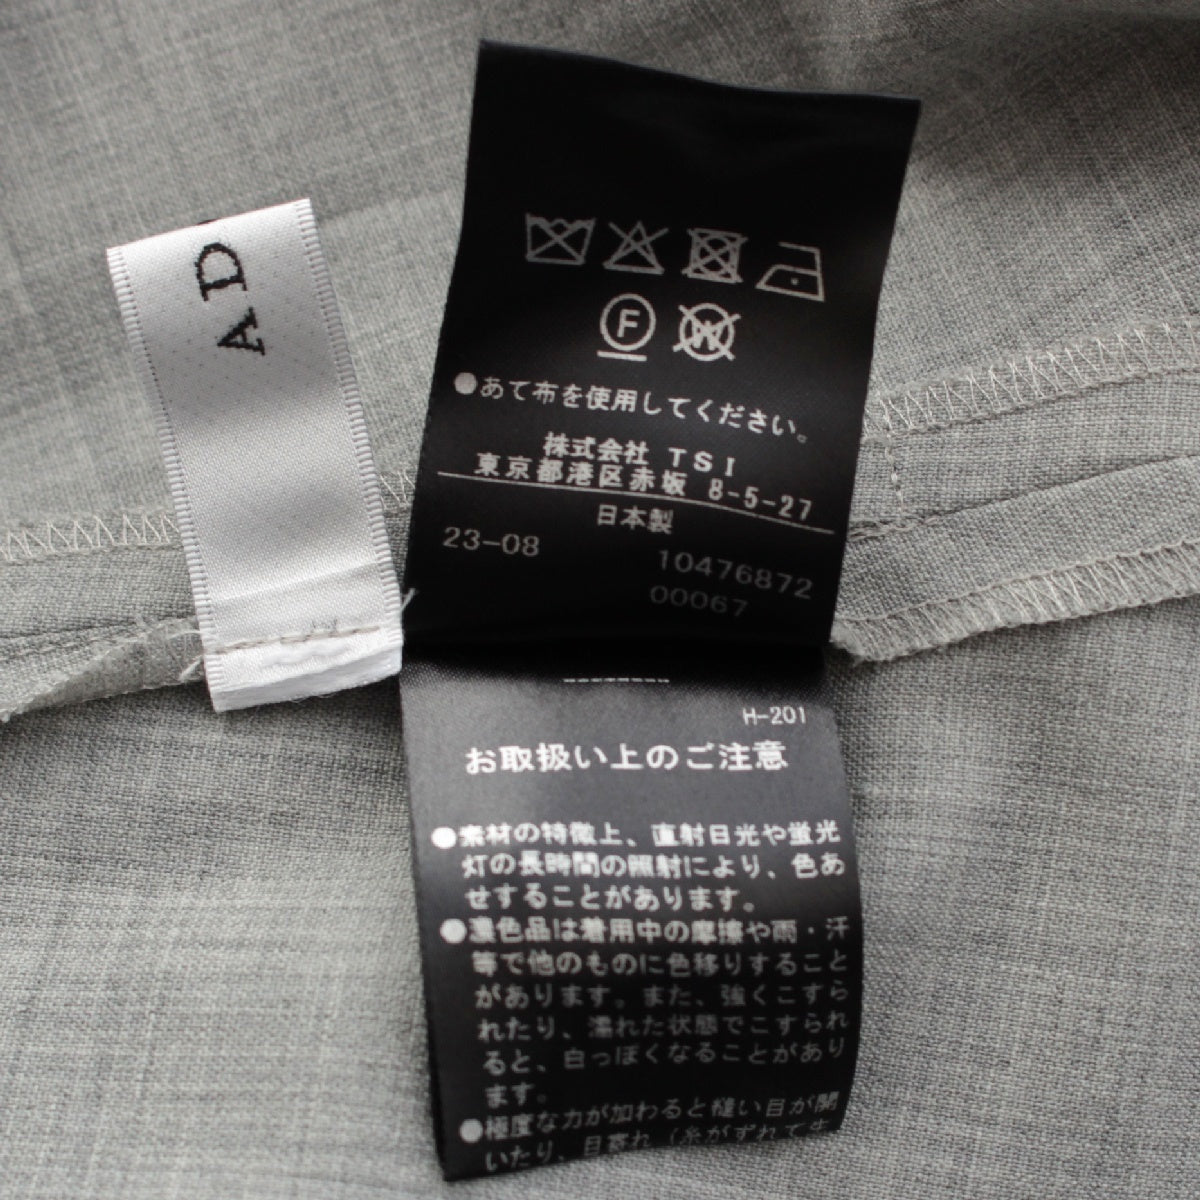 AD
F
W
●あて布を使用してください。
株式会社 TSI
東京都港区赤坂 8-5-27
日本製
23-08
10476872
00067
H-201
お取扱い上のご注意
●素材の特徴上、直射日光や蛍光
灯の長時間の照射により、色あ
せすることがあります。
●濃色品は着用中の摩擦や雨・汗
等で他のものに色移りすること
があります。また、強くこすら
れたり、濡れた状態でこすられ
ると、白っぽくなることがあり
ます。
●極度な力が加わると縫い目が開
いたり、目寄れ（糸がずれて生